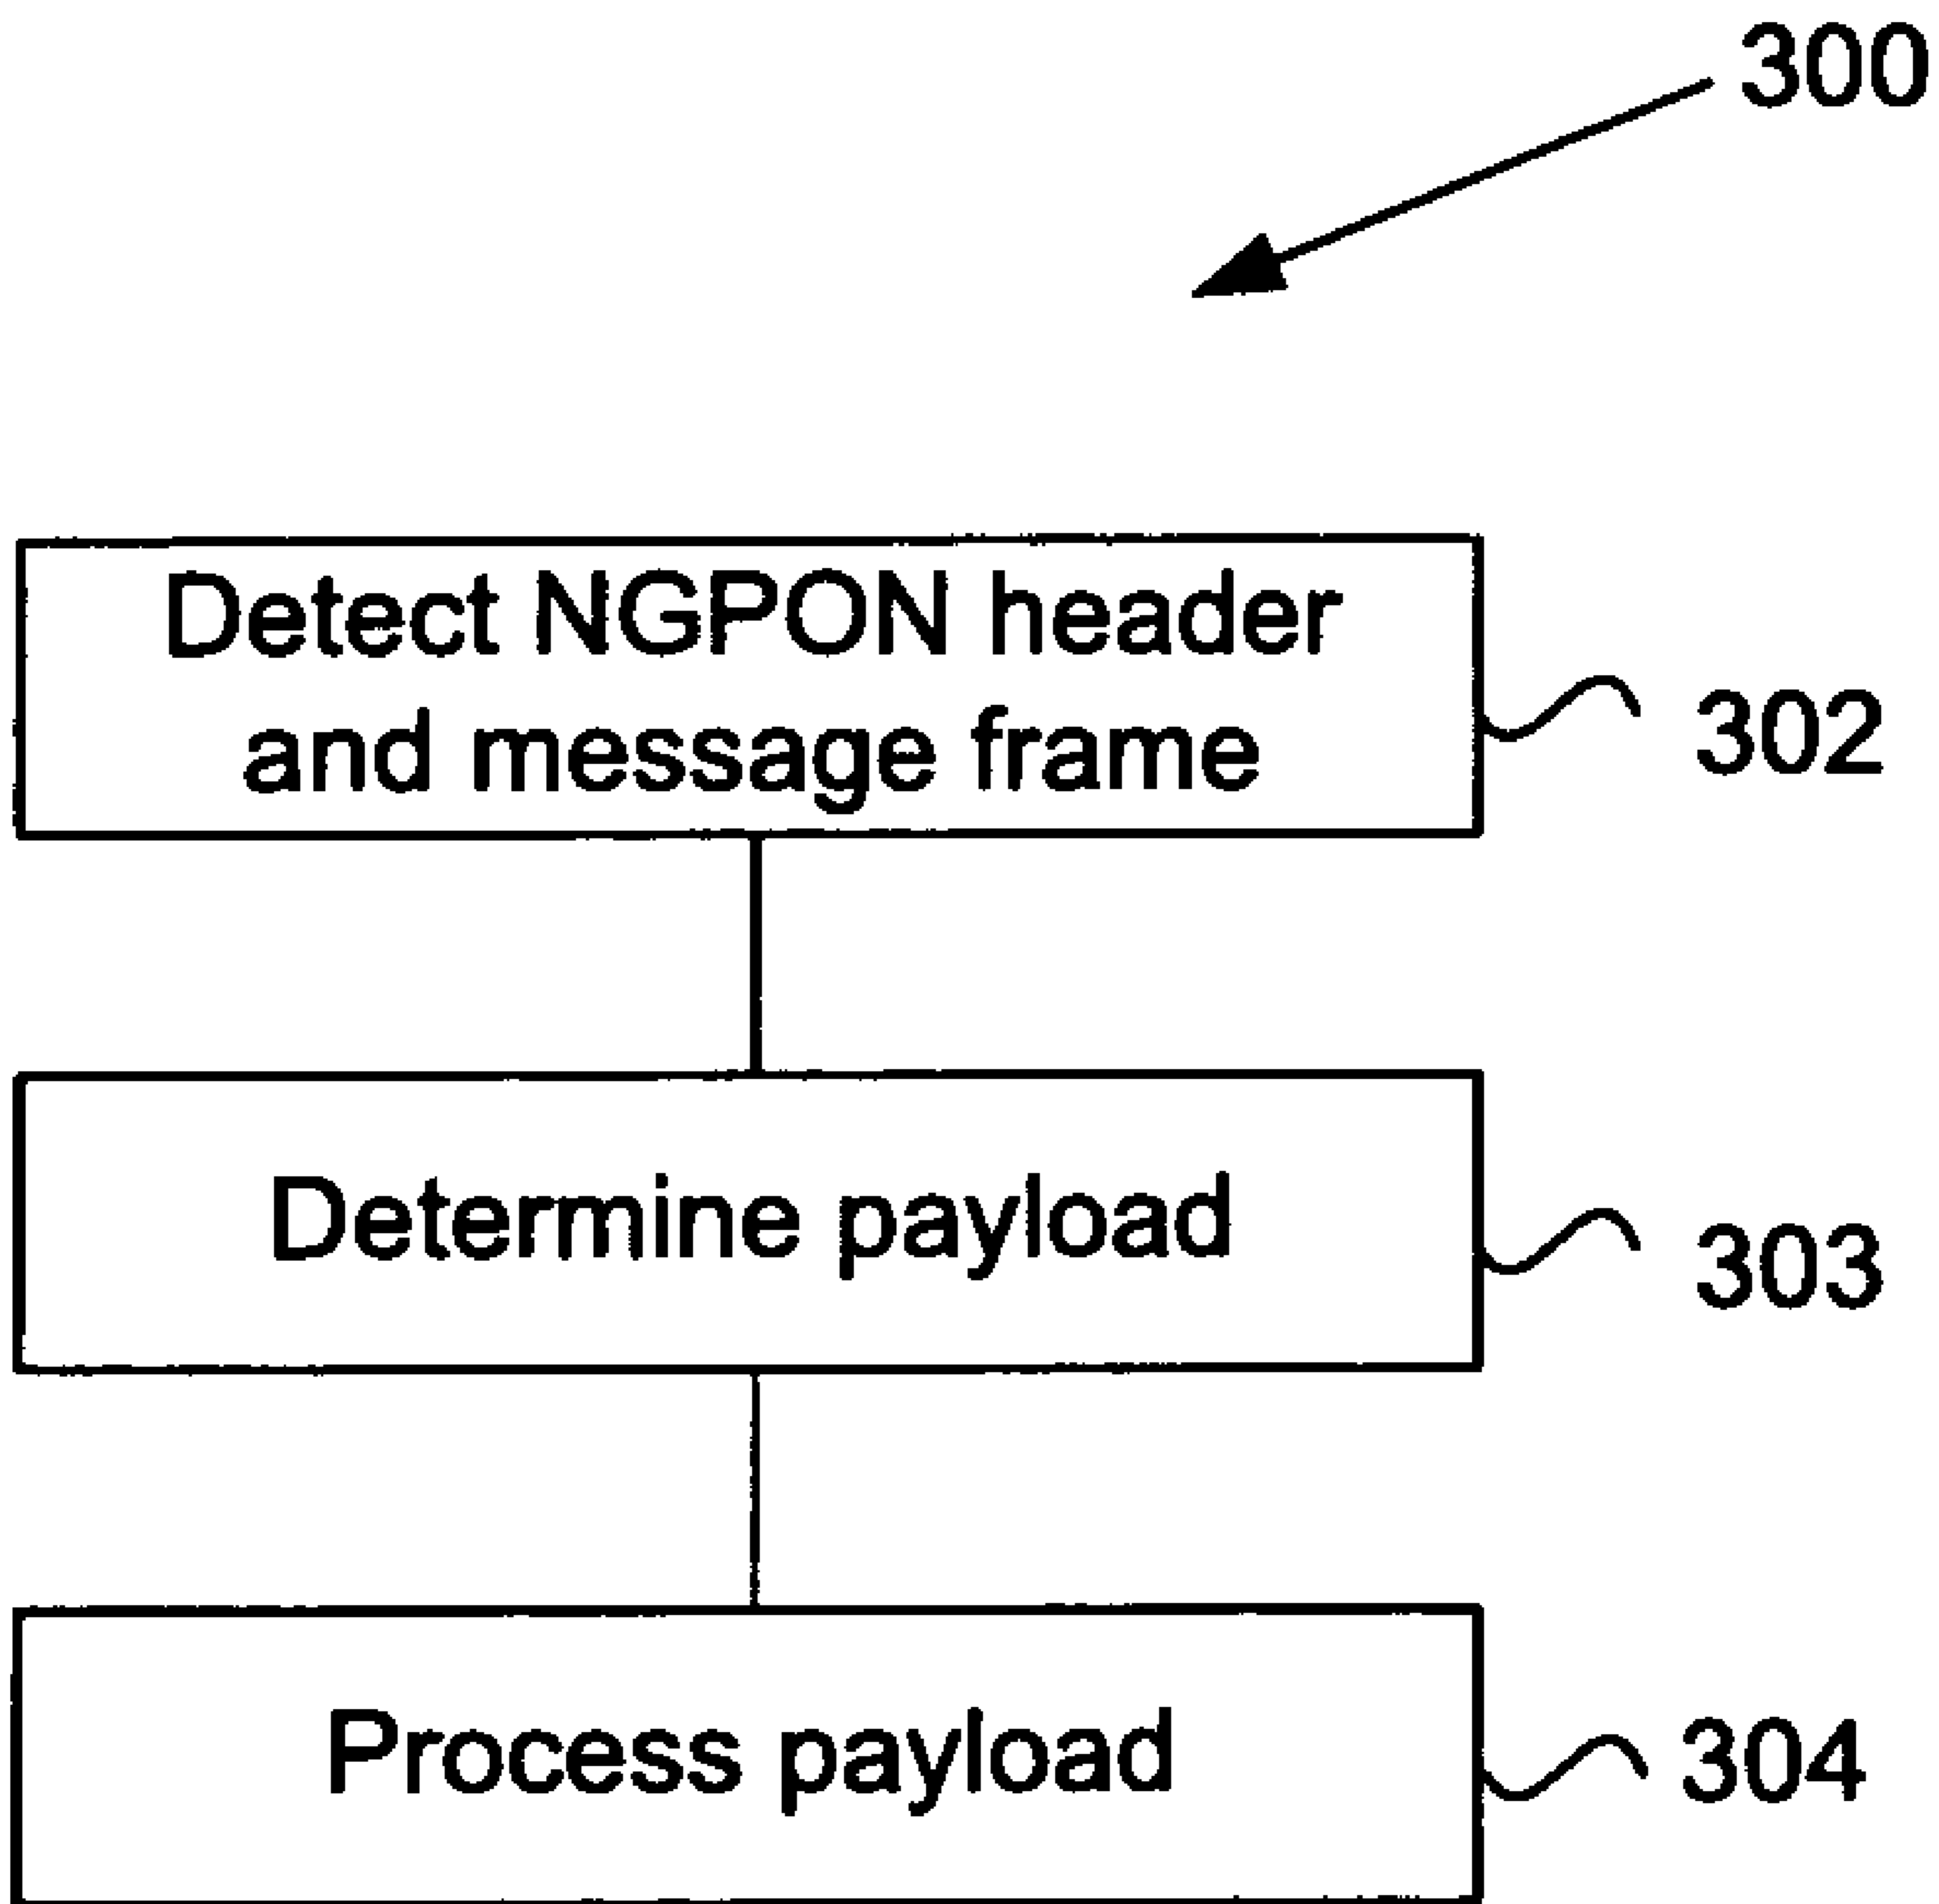 300
Detect NGPON header
and message frame
302
Determine payload
303
Process payload
304